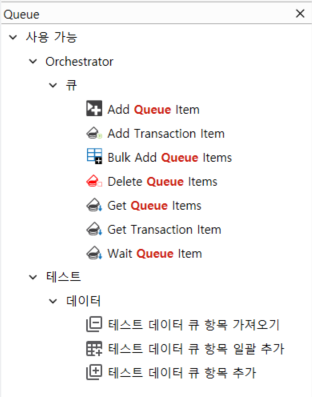 Queue
사용 가능
Orchestrator
큐
Add Queue Item
Add Transaction Item
Bulk Add Queue Items
Delete Queue Items
Get Queue Items
Get Transaction Item
Wait Queue Item
테스트
데이터
테스트 데이터 큐 항목 가져오기
테스트 데이터 큐 항목 일괄 추가
테스트 데이터 큐 항목 추가